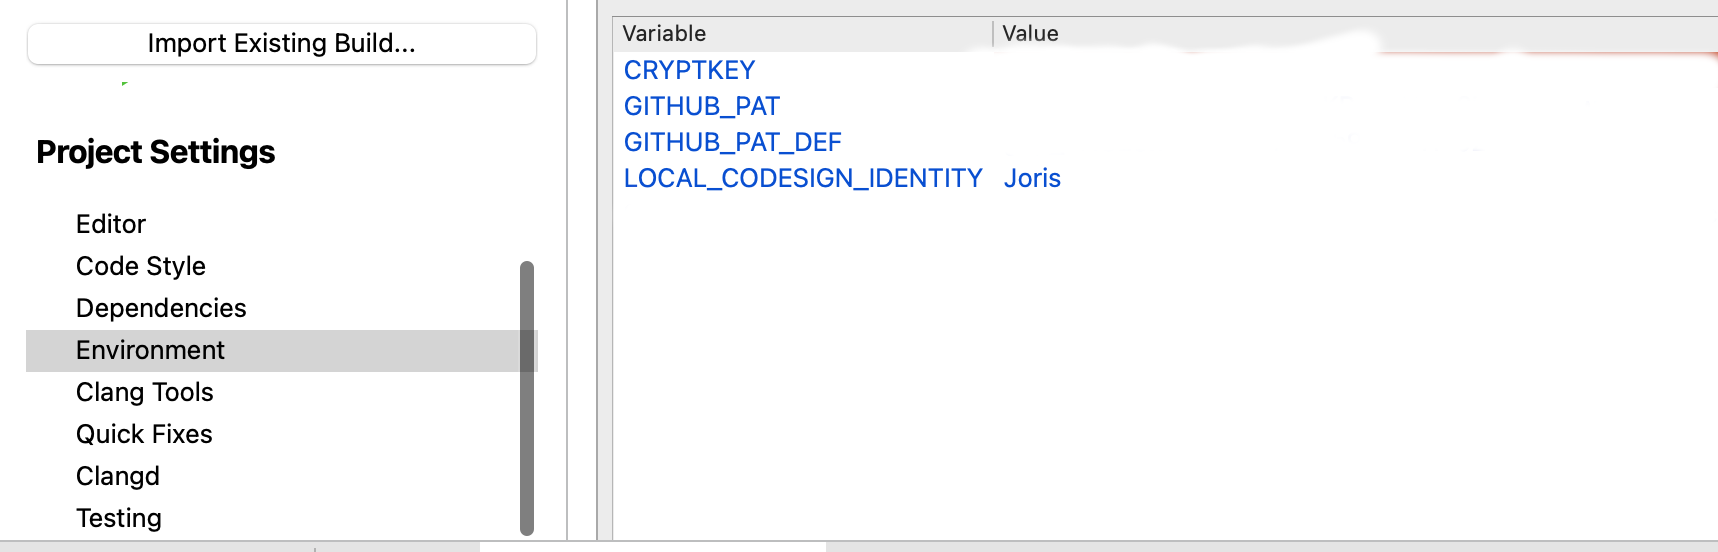 Import Existing Build...
Project Settings
Editor
Code Style
Dependencies
Environment
Clang Tools
Quick Fixes
Clangd
Testing
Variable Value
CRYPTKEY
GITHUB_PAT
GITHUB_PAT_DEF
LOCAL_CODESIGN_IDENTITY Joris